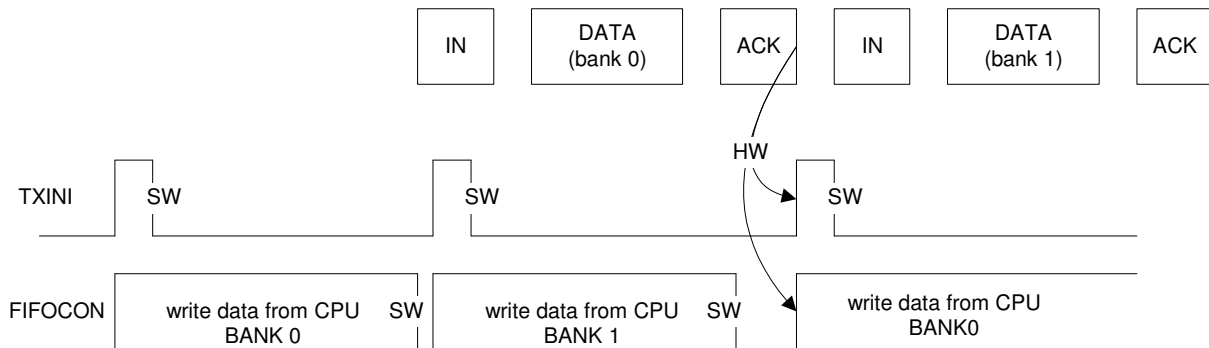 IN
DATA
(bank 0)
ACK
IN
DATA
(bank 1)
ACK
HW
TXINI
SW
SW
SW
FIFOCON
write data from CPU
BANK 0
SW
write data from CPU
BANK 1
SW
write data from CPU
BANK0